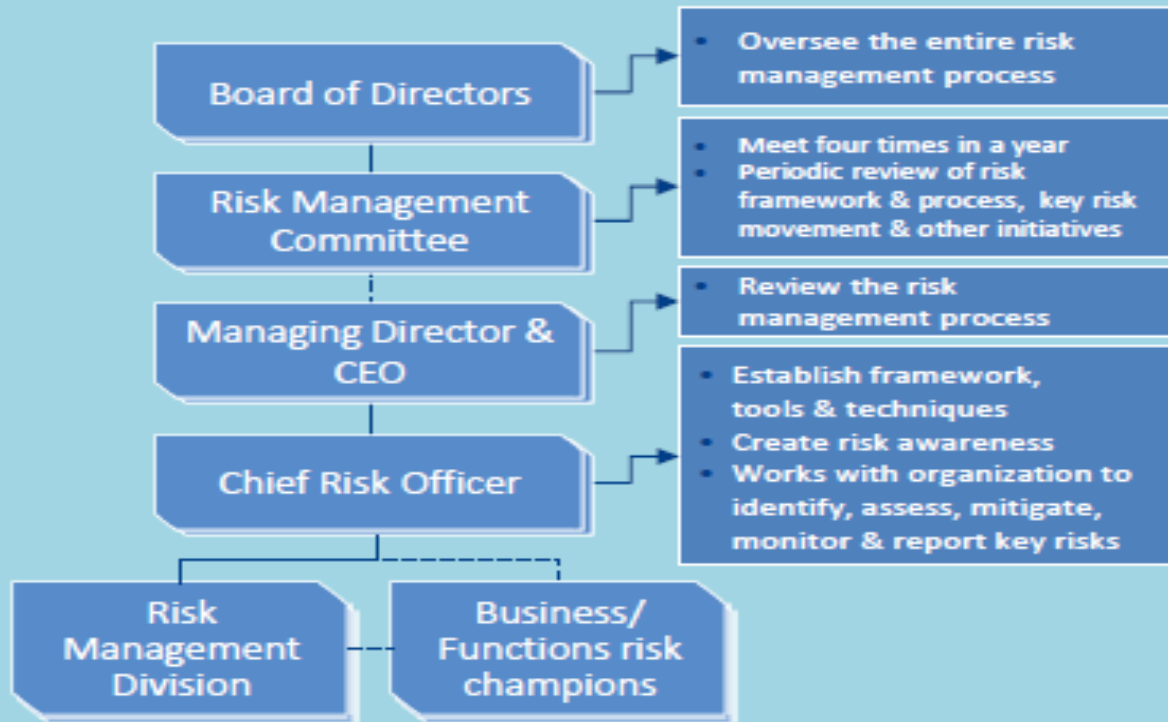 Board of Directors
• Oversee the entire risk
management process
Risk Management
Committee
• Meet four times in a year
• Periodic review of risk
framework & process, key risk
movement & other initiatives
Managing Director &
CEO
• Review the risk
management process
Chief Risk Officer
• Establish framework,
tools & techniques
• Create risk awareness
• Works with organization to
identify, assess, mitigate,
monitor & report key risks
Risk
Management
Division
Business/
Functions risk
champions